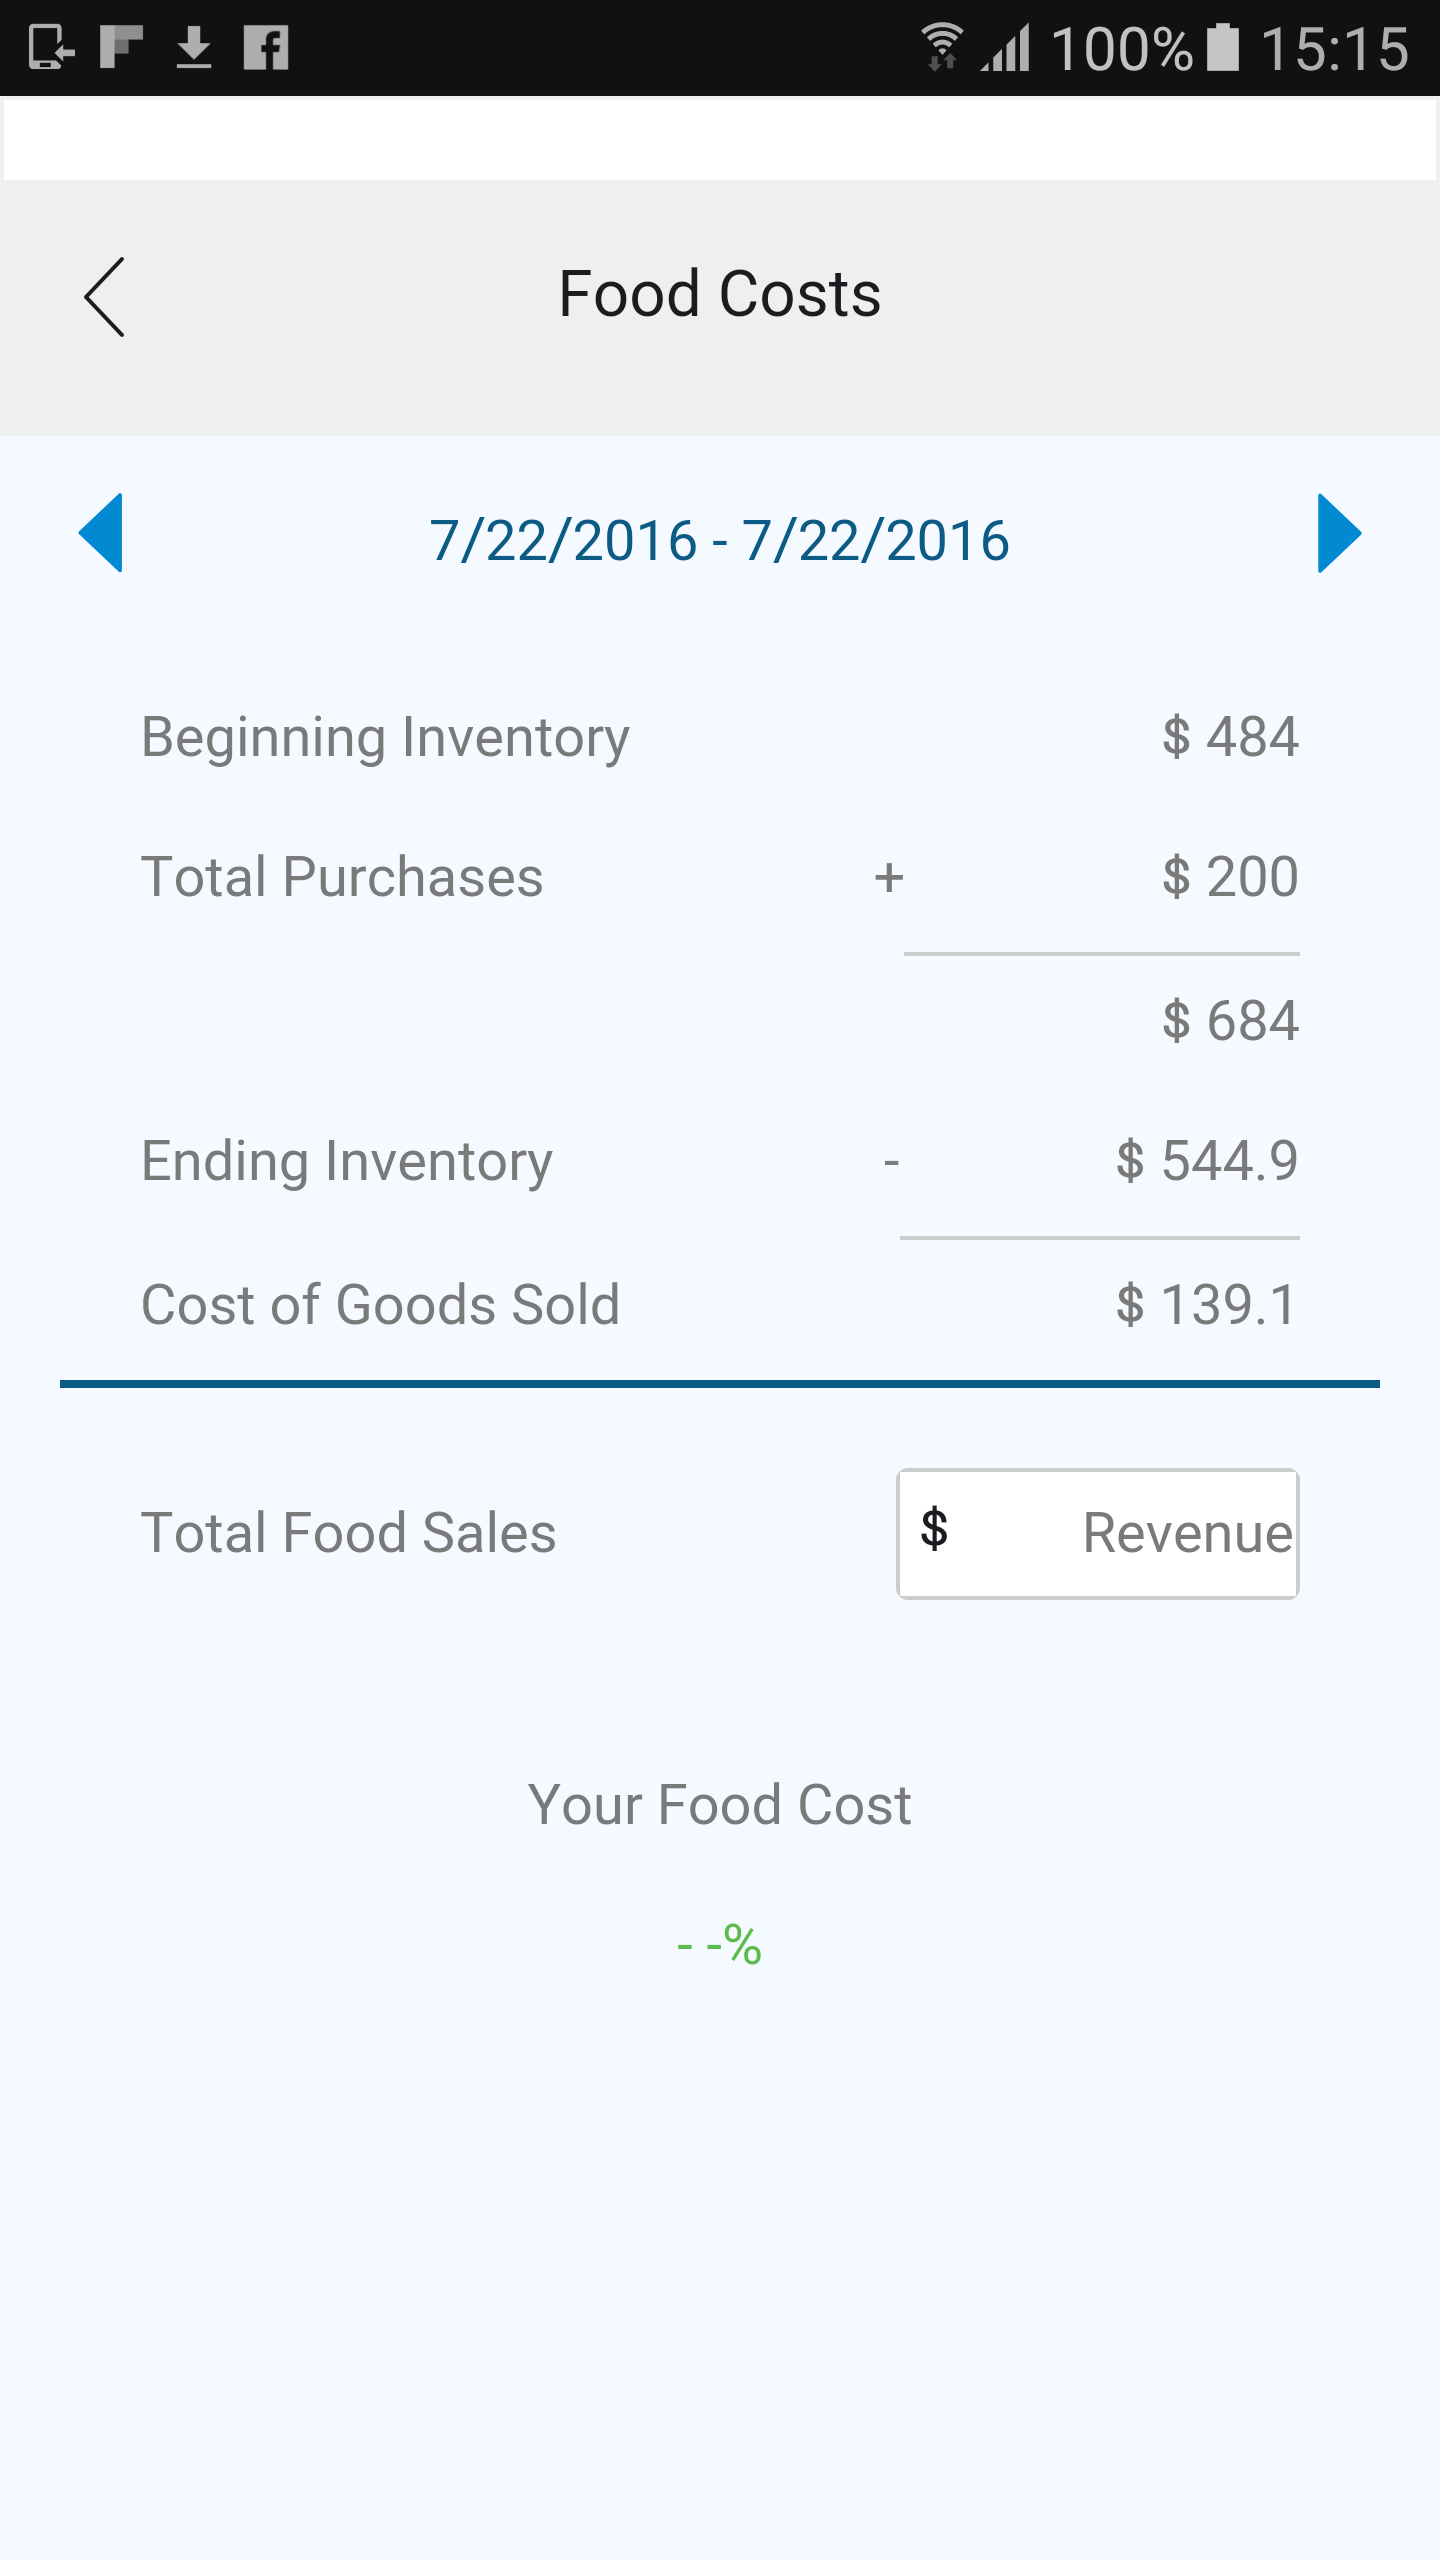 100% 15:15
Food Costs
7/22/2016 - 7/22/2016
Beginning Inventory $ 484
Total Purchases + $ 200
$ 684
Ending Inventory - $ 544.9
Cost of Goods Sold $ 139.1
Total Food Sales $ Revenue
Your Food Cost
- -%